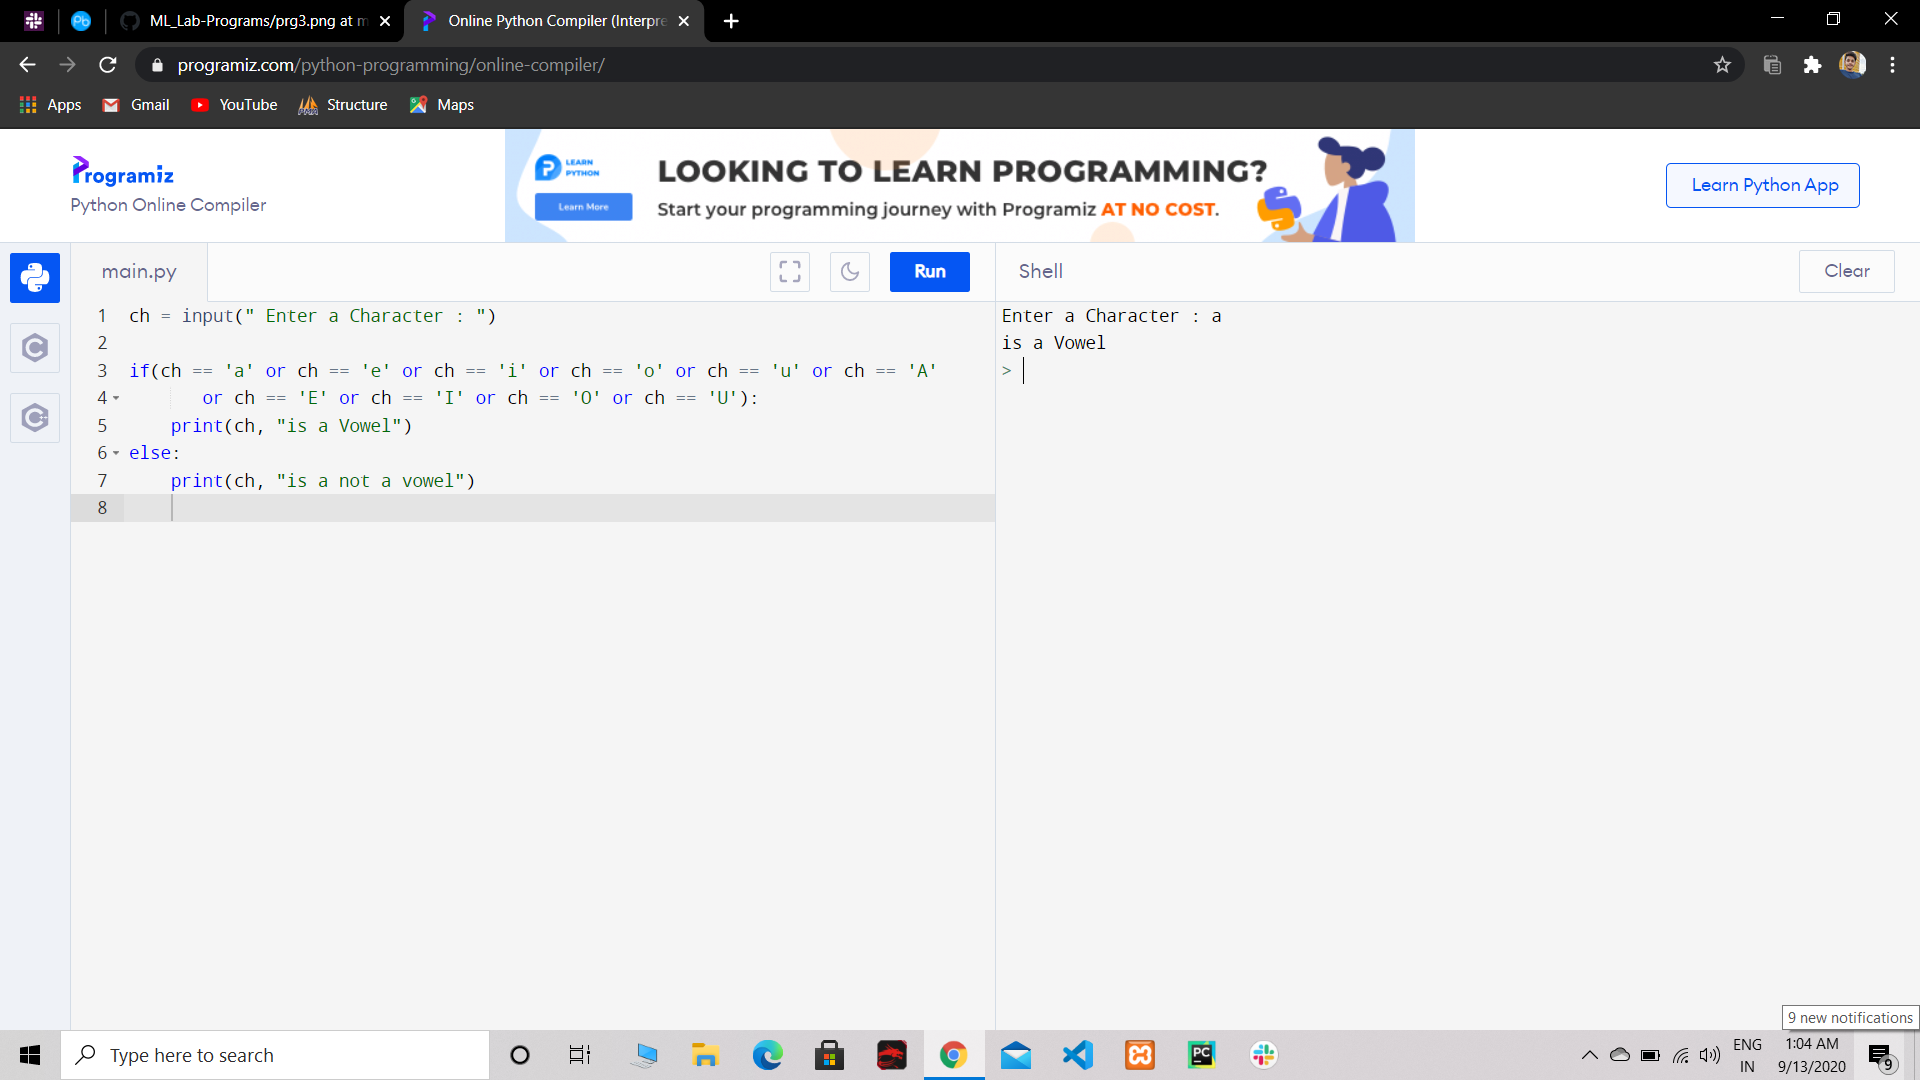 ML_Lab-Programs/prg3.png at m
Online Python Compiler (Interpre
programiz.com/python-programming/online-compiler/
Apps
Gmail
YouTube
Structure
Maps
Programiz
Python Online Compiler
LEARN
PYTHON
Learn More
LOOKING TO LEARN PROGRAMMING?
Start your programming journey with Programiz AT NO COST.
Learn Python App
main.py
Run
Shell
Clear
1 ch = input(" Enter a Character : ")
2
3 if(ch == 'a' or ch == 'e' or ch == 'i' or ch == 'o' or ch == 'u' or ch == 'A'
4 or ch == 'E' or ch == 'I' or ch == 'O' or ch == 'U'):
5 print(ch, "is a Vowel")
6 else:
7 print(ch, "is a not a vowel")
8
Enter a Character : a
is a Vowel
>
9 new notifications
Type here to search
ENG
IN
1:04 AM
9/13/2020
9